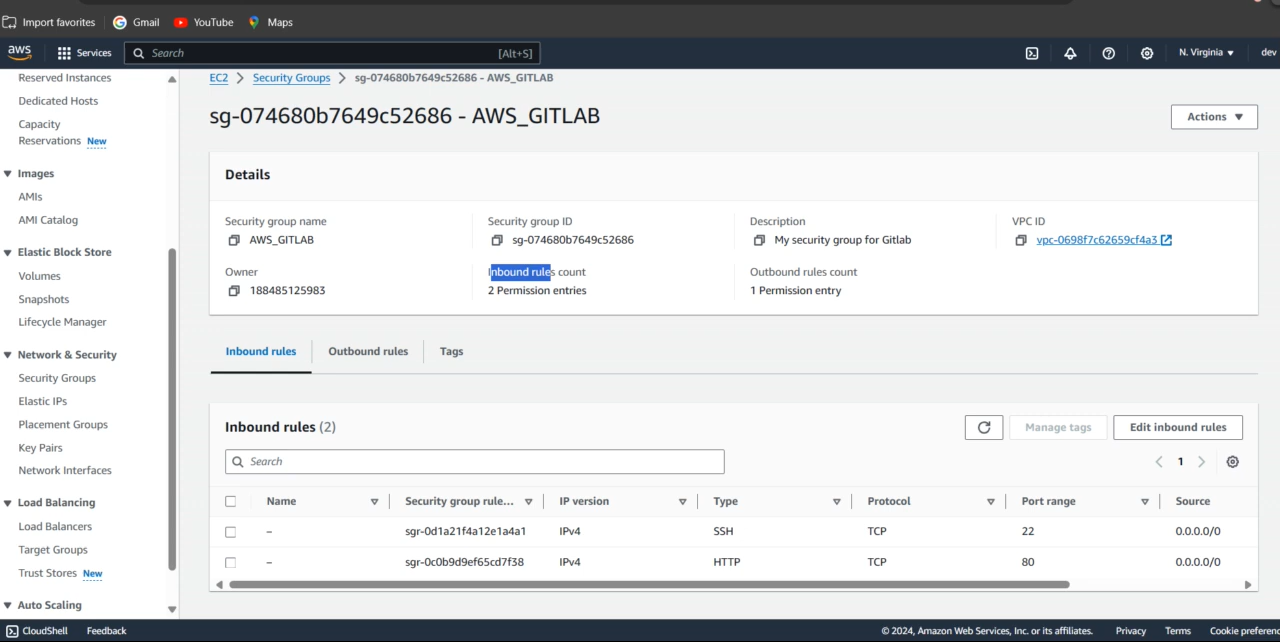 Import favorites Gmail YouTube Maps
aws Services Search [Alt+S] N. Virginia dev
Reserved Instances
Dedicated Hosts
Capacity
Reservations New
Images
AMIs
AMI Catalog
Elastic Block Store
Volumes
Snapshots
Lifecycle Manager
Network & Security
Security Groups
Elastic IPs
Placement Groups
Key Pairs
Network Interfaces
Load Balancing
Load Balancers
Target Groups
Trust Stores New
Auto Scaling
EC2 > Security Groups > sg-074680b7649c52686 - AWS_GITLAB
sg-074680b7649c52686 - AWS_GITLAB
Actions
Details
Security group name
AWS_GITLAB
Security group ID
sg-074680b7649c52686
Description
My security group for Gitlab
VPC ID
vpc-0698f7c62659cf4a3
Owner
188485125983
Inbound rules count
2 Permission entries
Outbound rules count
1 Permission entry
Inbound rules Outbound rules Tags
Inbound rules (2)
Manage tags Edit inbound rules
Search
1
Name Security group rule... IP version Type Protocol Port range Source
– sgr-0d1a21f4a12e1a4a1 IPv4 SSH TCP 22 0.0.0.0/0
– sgr-0c0b9d9ef65cd7f38 IPv4 HTTP TCP 80 0.0.0.0/0
CloudShell Feedback © 2024, Amazon Web Services, Inc. or its affiliates. Privacy Terms Cookie preferenc